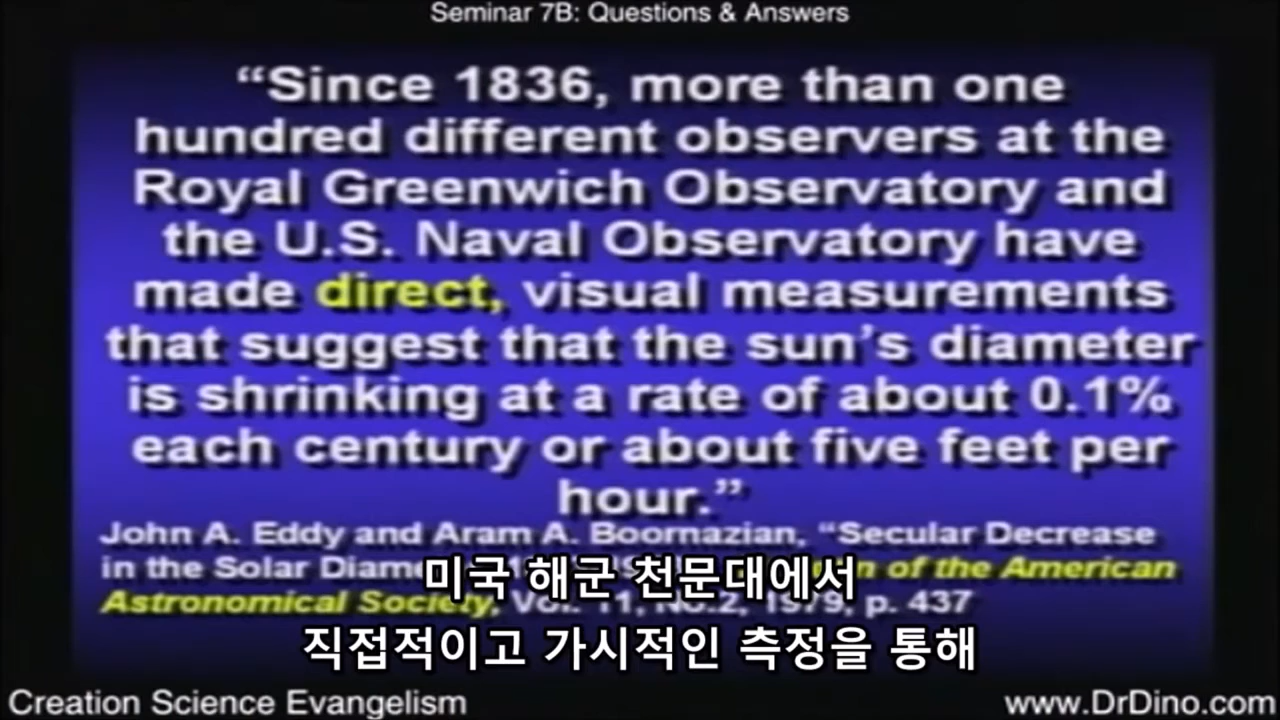 Seminar 7B: Questions & Answers
“Since 1836, more than one
hundred different observers at the
Royal Greenwich Observatory and
the U.S. Naval Observatory have
made direct, visual measurements
that suggest that the sun’s diameter
is shrinking at a rate of about 0.1%
each century or about five feet per
hour.”
John A. Eddy and Aram A. Boornazian, “Secular Decrease
in the Solar of the American
Astronomical Society, Vol. 11, No.2, 1979, p. 437
미국 해군 천문대에서
직접적이고 가시적인 측정을 통해
Creation Science Evangelism
www.DrDino.com